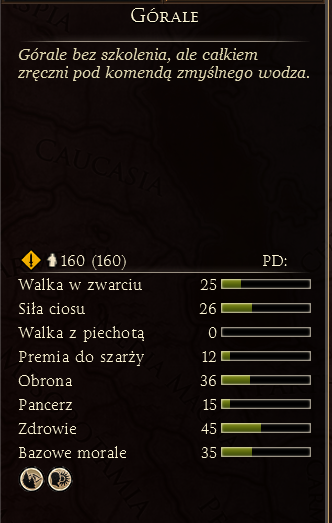 Górale
Górale bez szkolenia, ale całkiem
zręczni pod komendą zmyślnego wodza.
Caucasia
160 (160) PD:
Walka w zwarciu 25
Siła ciosu 26
Walka z piechotą 0
Premia do szarży 12
Obrona 36
Pancerz 15
Zdrowie 45
Bazowe morale 35